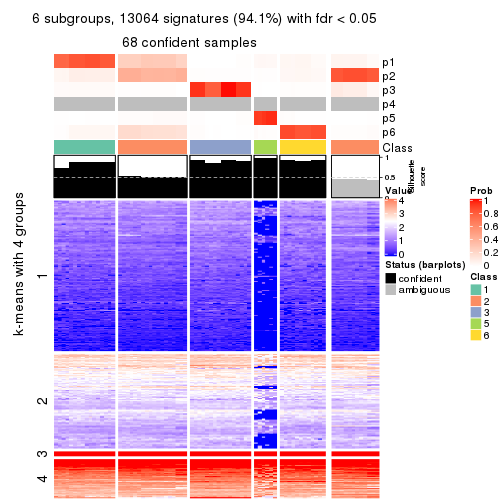 6 subgroups, 13064 signatures (94.1%) with fdr < 0.05
68 confident samples
p1
p2
p3
p4
p5
p6
Class
1
0.5
0
Silhouette
score
k-means with 4 groups
1
2
3
4
Value
4
3
2
1
0
Status (barplots)
confident
ambiguous
Prob
1
0.8
0.6
0.4
0.2
0
Class
1
2
3
5
6